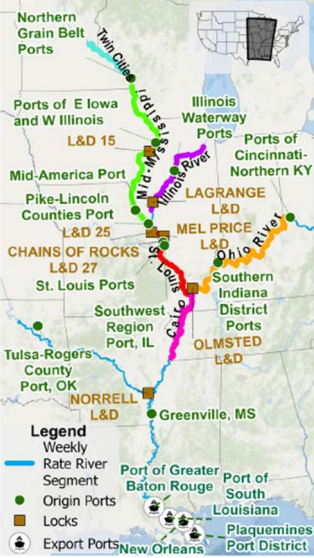 Northern
Grain Belt
Ports
Twin Cities
Ports of E Iowa
and W Illinois
Illinois
Waterway
Ports
L&D 15
Mid-Mississippi
Illinois River
Ports of
Cincinnati-
Northern KY
Mid-America Port
LAGRANGE
L&D
Pike-Lincoln
Counties Port
L&D 25
MEL PRICE
L&D
CHAINS OF ROCKS
L&D 27
St. Louis
Ohio River
St. Louis Ports
Southern
Indiana
District
Ports
Cairo
Southwest
Region
Port, IL
OLMSTED
L&D
Tulsa-Rogers
County
Port, OK
NORRELL
L&D
Greenville, MS
Legend
Weekly
Rate River
Segment
Origin Ports
Locks
Export Ports
Port of Greater
Baton Rouge
Port of
South
Louisiana
Plaquemines
Port District
New Orleans